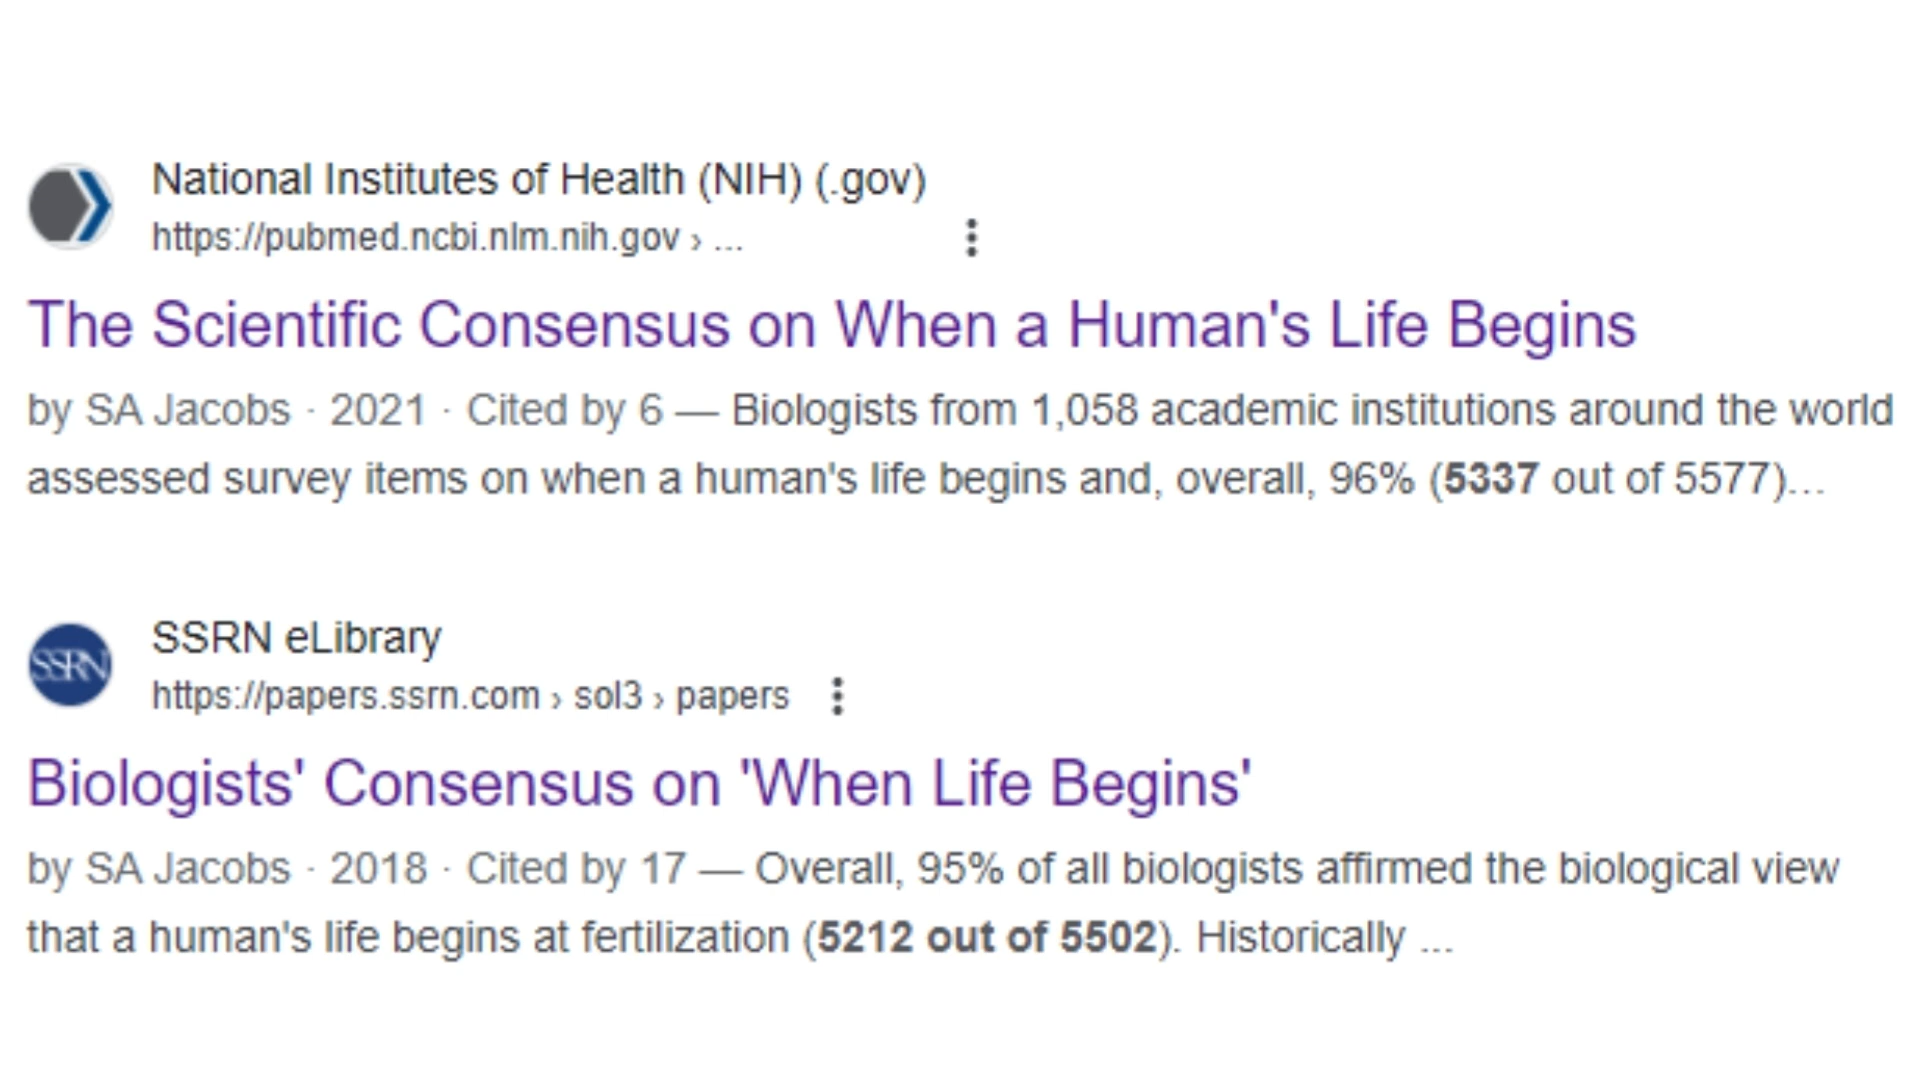 National Institutes of Health (NIH) (.gov)
https://pubmed.ncbi.nlm.nih.gov › ...
The Scientific Consensus on When a Human's Life Begins
by SA Jacobs · 2021 · Cited by 6 — Biologists from 1,058 academic institutions around the world
assessed survey items on when a human's life begins and, overall, 96% (5337 out of 5577)...
SSRN
SSRN eLibrary
https://papers.ssrn.com › sol3 › papers
Biologists' Consensus on 'When Life Begins'
by SA Jacobs · 2018 · Cited by 17 — Overall, 95% of all biologists affirmed the biological view
that a human's life begins at fertilization (5212 out of 5502). Historically ...